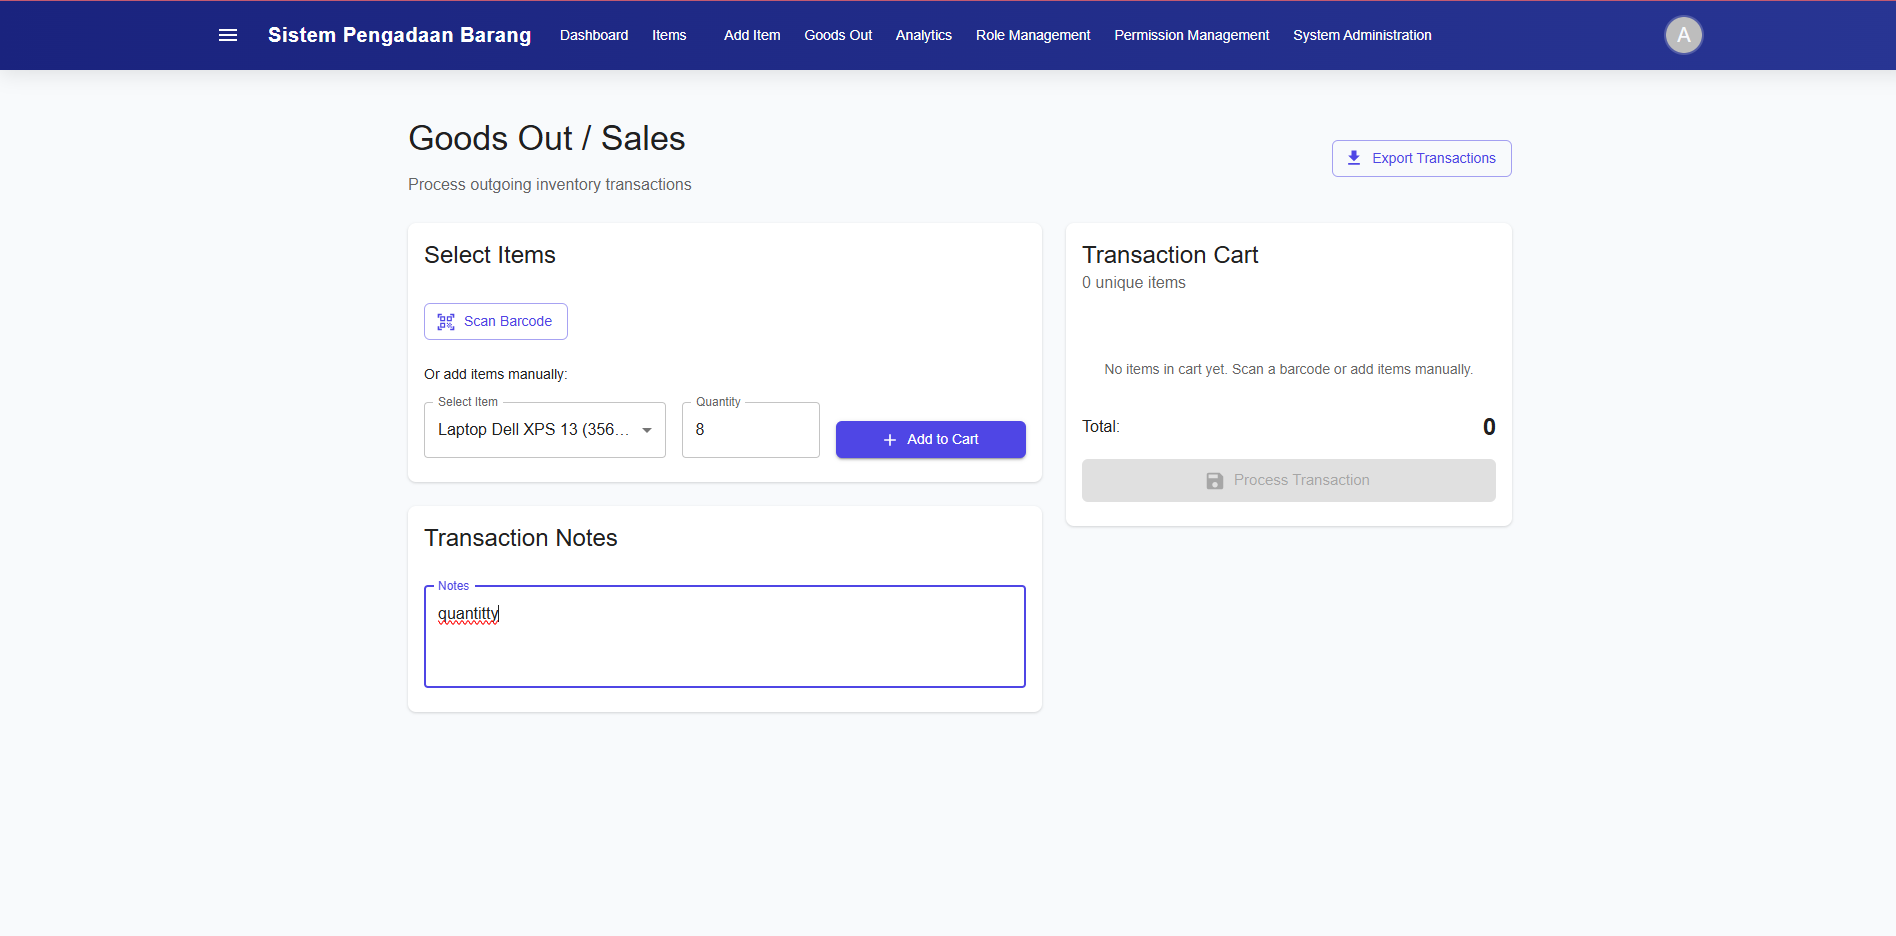 Sistem Pengadaan Barang
Dashboard
Items
Add Item
Goods Out
Analytics
Role Management
Permission Management
System Administration
A
Goods Out / Sales
Process outgoing inventory transactions
Export Transactions
Select Items
Scan Barcode
Or add items manually:
Select Item
Laptop Dell XPS 13 (356...
Quantity
8
Add to Cart
Transaction Notes
Notes
quantitty
Transaction Cart
0 unique items
No items in cart yet. Scan a barcode or add items manually.
Total:
0
Process Transaction